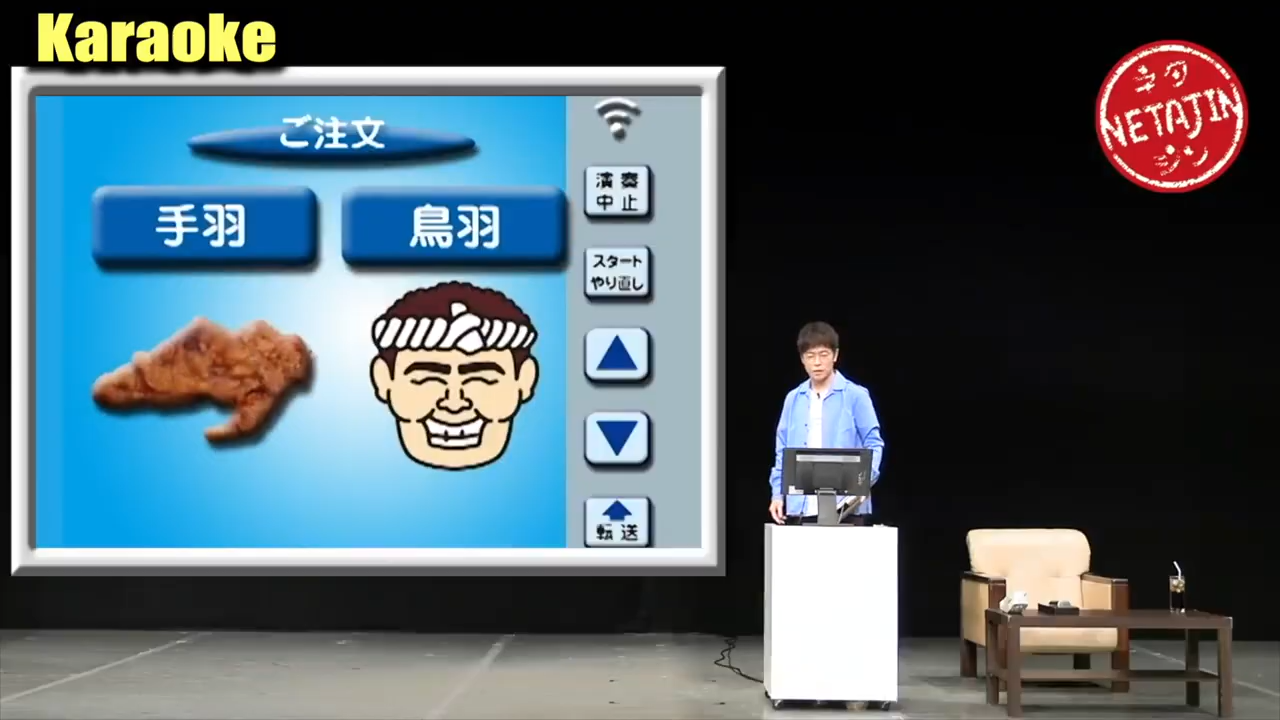 Karaoke
ご注文
手羽
鳥羽
演奏
中止
スタート
やり直し
転送
ネタ
NETAJIN
ジン